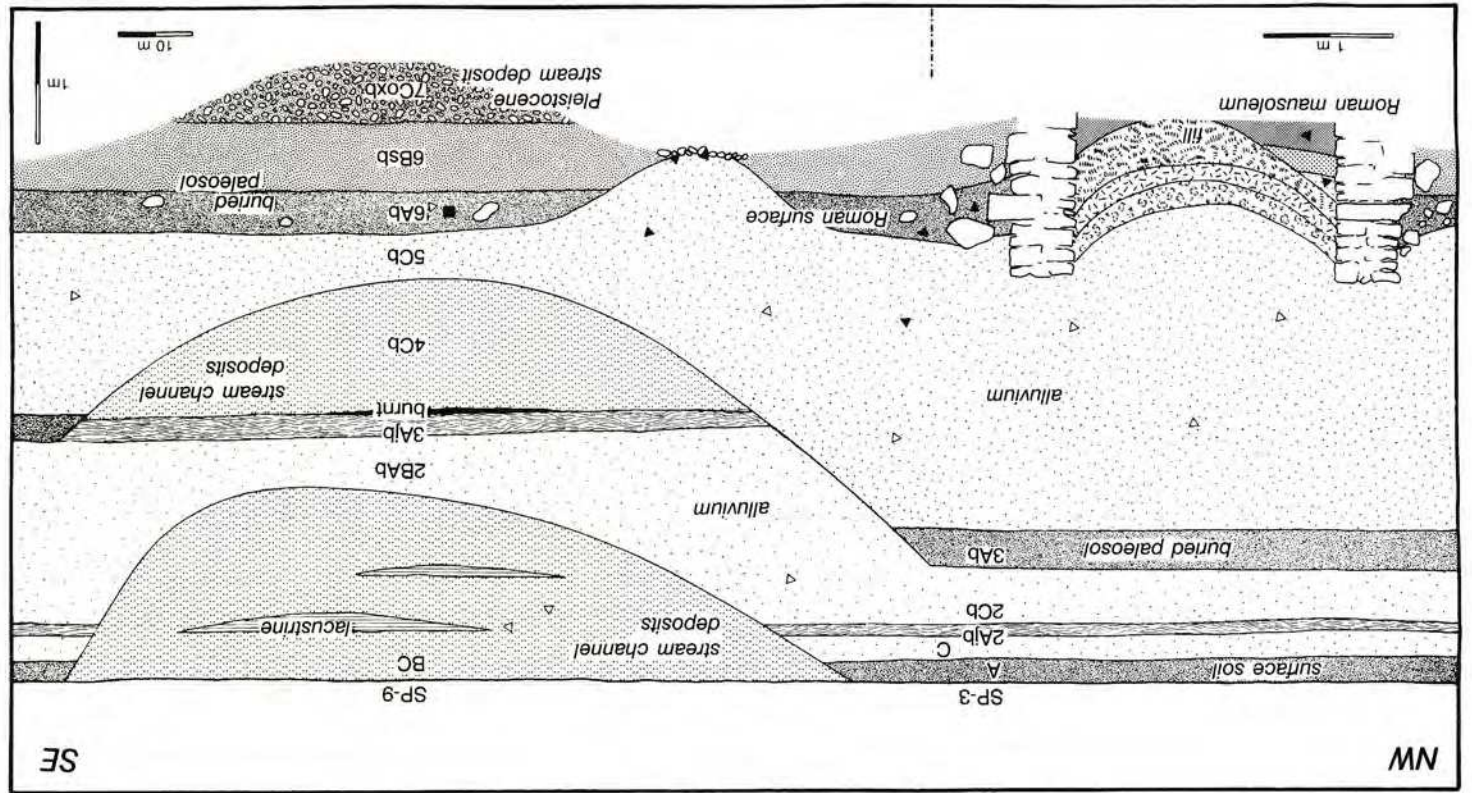 NW
SE
SP-3
SP-9
surface soil
A
C
2Ajb
2Cb
buried paleosol
3Ab
alluvium
stream channel
deposits
BC
lacustrine
alluvium
2BAb
3Ajb
burnt
stream channel
deposits
4Cb
5Cb
Roman surface
6Ab
buried
paleosol
6Bsb
fill
Roman mausoleum
Pleistocene
stream deposit
7Coxb
1 m
10 m
1m